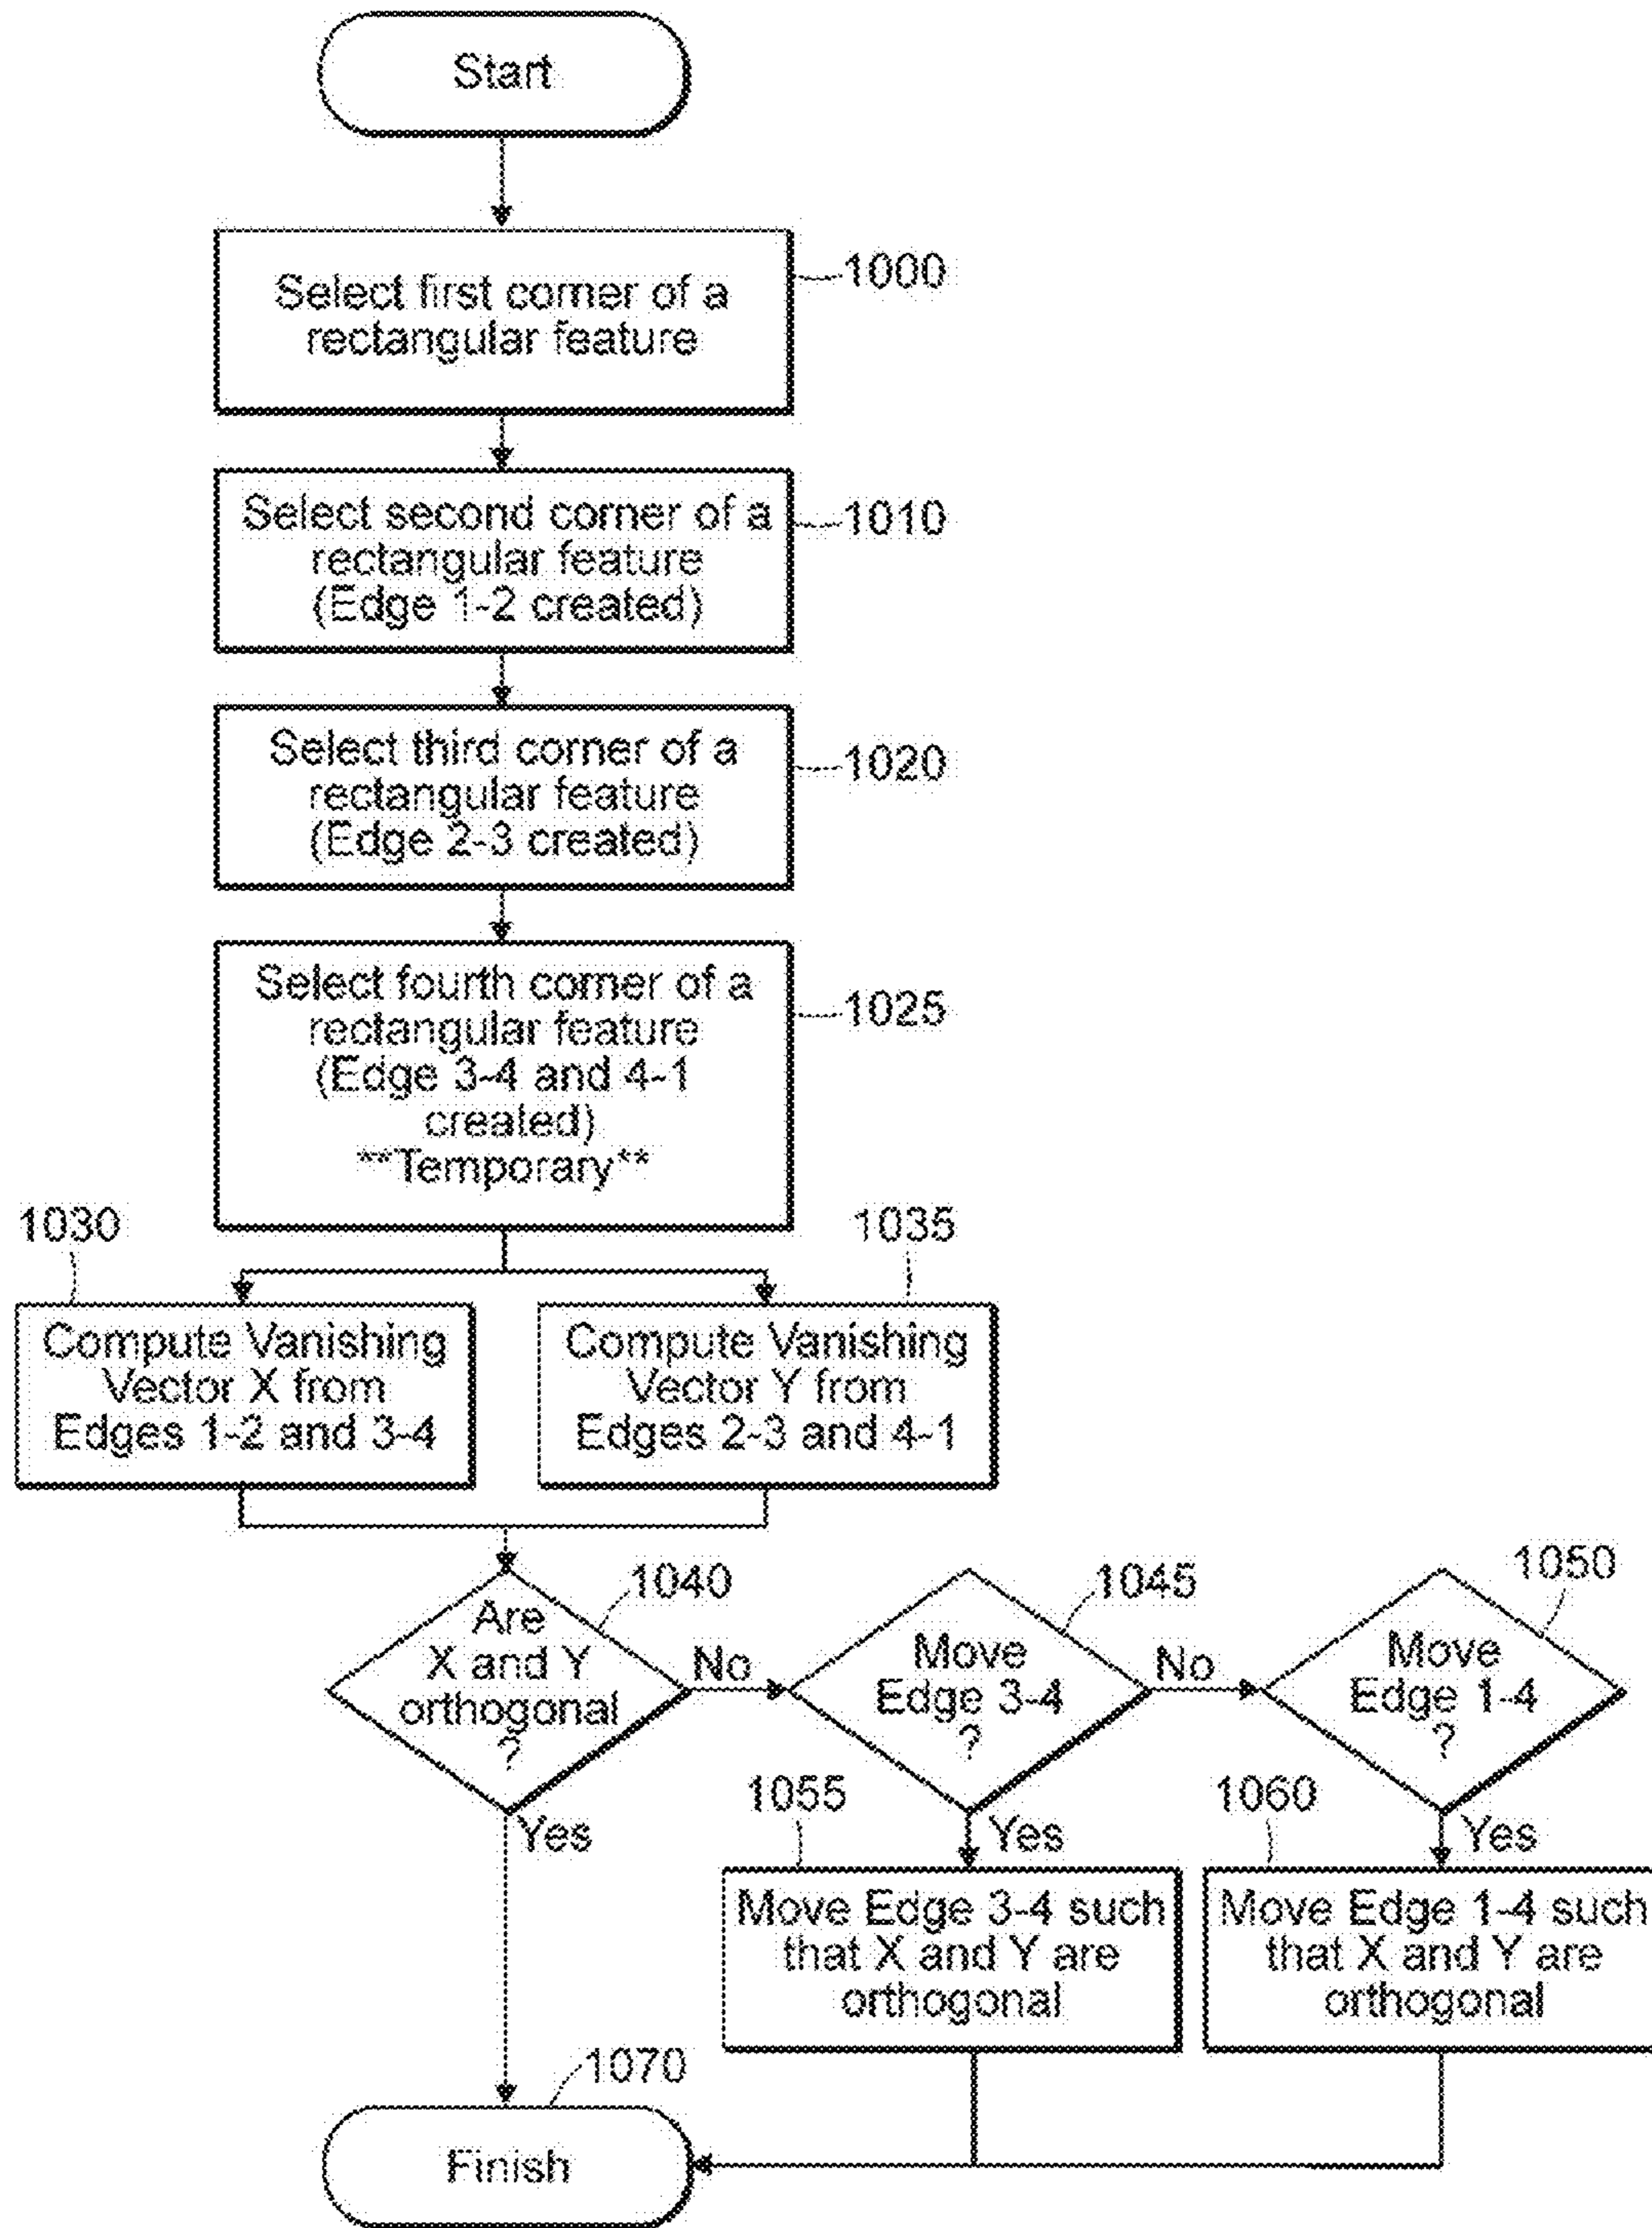 Start
Select first corner of a
rectangular feature
1000
Select second corner of a
rectangular feature
(Edge 1-2 created)
1010
Select third corner of a
rectangular feature
(Edge 2-3 created)
1020
Select fourth corner of a
rectangular feature
(Edge 3-4 and 4-1
created)
**Temporary**
1025
1030
Compute Vanishing
Vector X from
Edges 1-2 and 3-4
1035
Compute Vanishing
Vector Y from
Edges 2-3 and 4-1
1040
Are
X and Y
orthogonal
?
No
Yes
1045
Move
Edge 3-4
?
No
Yes
1050
Move
Edge 1-4
?
Yes
1055
Move Edge 3-4 such
that X and Y are
orthogonal
1060
Move Edge 1-4 such
that X and Y are
orthogonal
1070
Finish